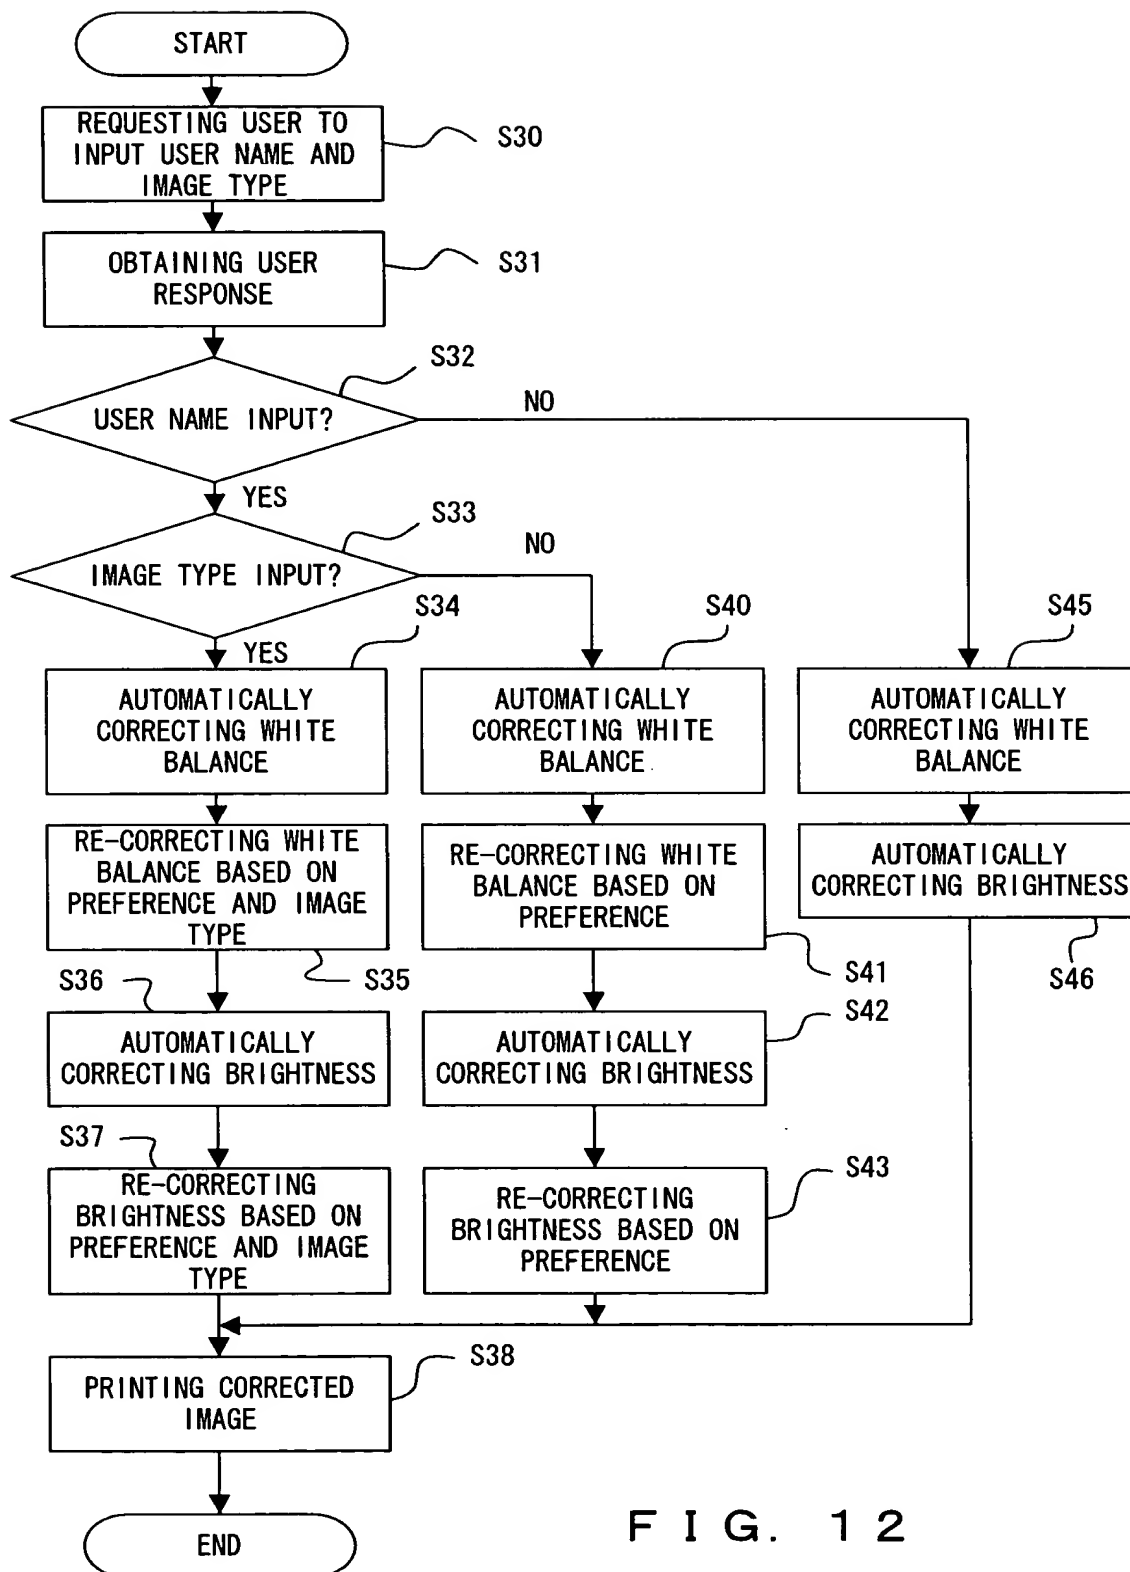 START
REQUESTING USER TO
INPUT USER NAME AND
IMAGE TYPE
S30
OBTAINING USER
RESPONSE
S31
S32
USER NAME INPUT?
NO
YES
S33
IMAGE TYPE INPUT?
NO
YES
S34
AUTOMATICALLY
CORRECTING WHITE
BALANCE
S40
AUTOMATICALLY
CORRECTING WHITE
BALANCE
S45
AUTOMATICALLY
CORRECTING WHITE
BALANCE
RE-CORRECTING WHITE
BALANCE BASED ON
PREFERENCE AND IMAGE
TYPE
S35
RE-CORRECTING WHITE
BALANCE BASED ON
PREFERENCE
S41
AUTOMATICALLY
CORRECTING BRIGHTNESS
S46
S36
AUTOMATICALLY
CORRECTING BRIGHTNESS
S42
AUTOMATICALLY
CORRECTING BRIGHTNESS
S37
RE-CORRECTING
BRIGHTNESS BASED ON
PREFERENCE AND IMAGE
TYPE
S43
RE-CORRECTING
BRIGHTNESS BASED ON
PREFERENCE
S38
PRINTING CORRECTED
IMAGE
END
FIG. 12